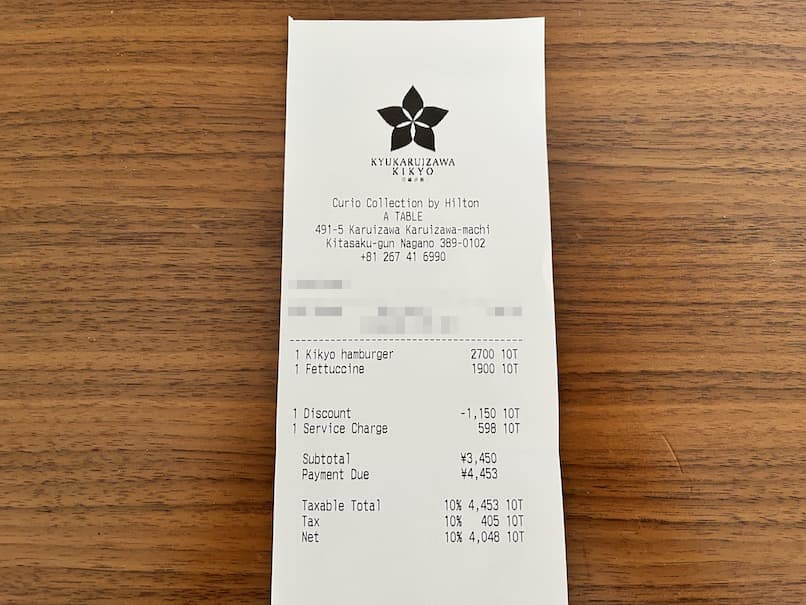 KYUKARUIZAWA
KIKYO
Curio Collection by Hilton
A TABLE
491-5 Karuizawa Karuizawa-machi
Kitasaku-gun Nagano 389-0102
+81 267 41 6990
1 Kikyo hamburger 2700 10T
1 Fettuccine 1900 10T
1 Discount -1,150 10T
1 Service Charge 598 10T
Subtotal ¥3,450
Payment Due ¥4,453
Taxable Total 10% 4,453 10T
Tax 10% 405 10T
Net 10% 4,048 10T